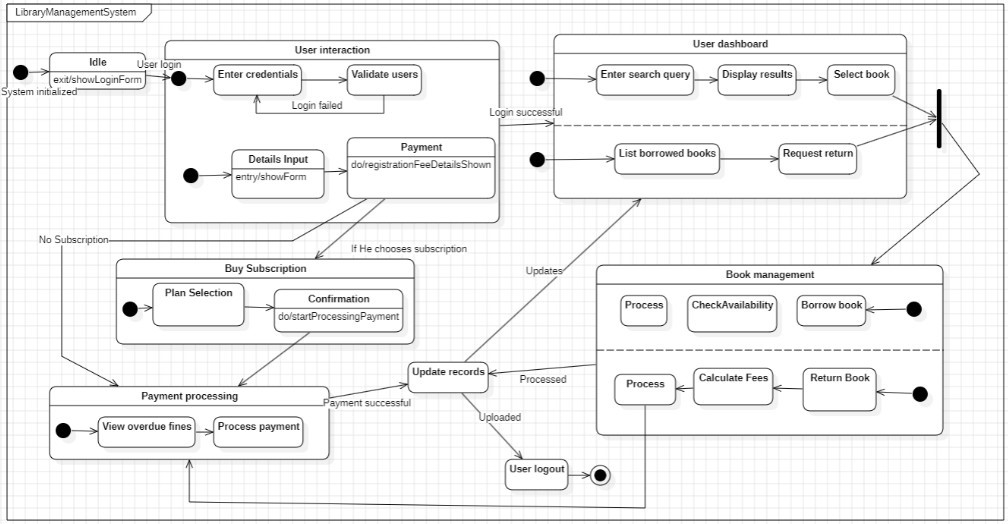 LibraryManagementSystem
User interaction
User dashboard
Idle
exit/showLoginForm
System initialized
User login
Enter credentials
Validate users
Login failed
Login successful
Enter search query
Display results
Select book
Details Input
entry/showForm
Payment
do/registrationFeeDetailsShown
List borrowed books
Request return
No Subscription
If He chooses subscription
Buy Subscription
Plan Selection
Confirmation
do/startProcessingPayment
Updates
Book management
Process
CheckAvailability
Borrow book
Update records
Processed
Process
Calculate Fees
Return Book
Payment processing
Payment successful
View overdue fines
Process payment
Uploaded
User logout